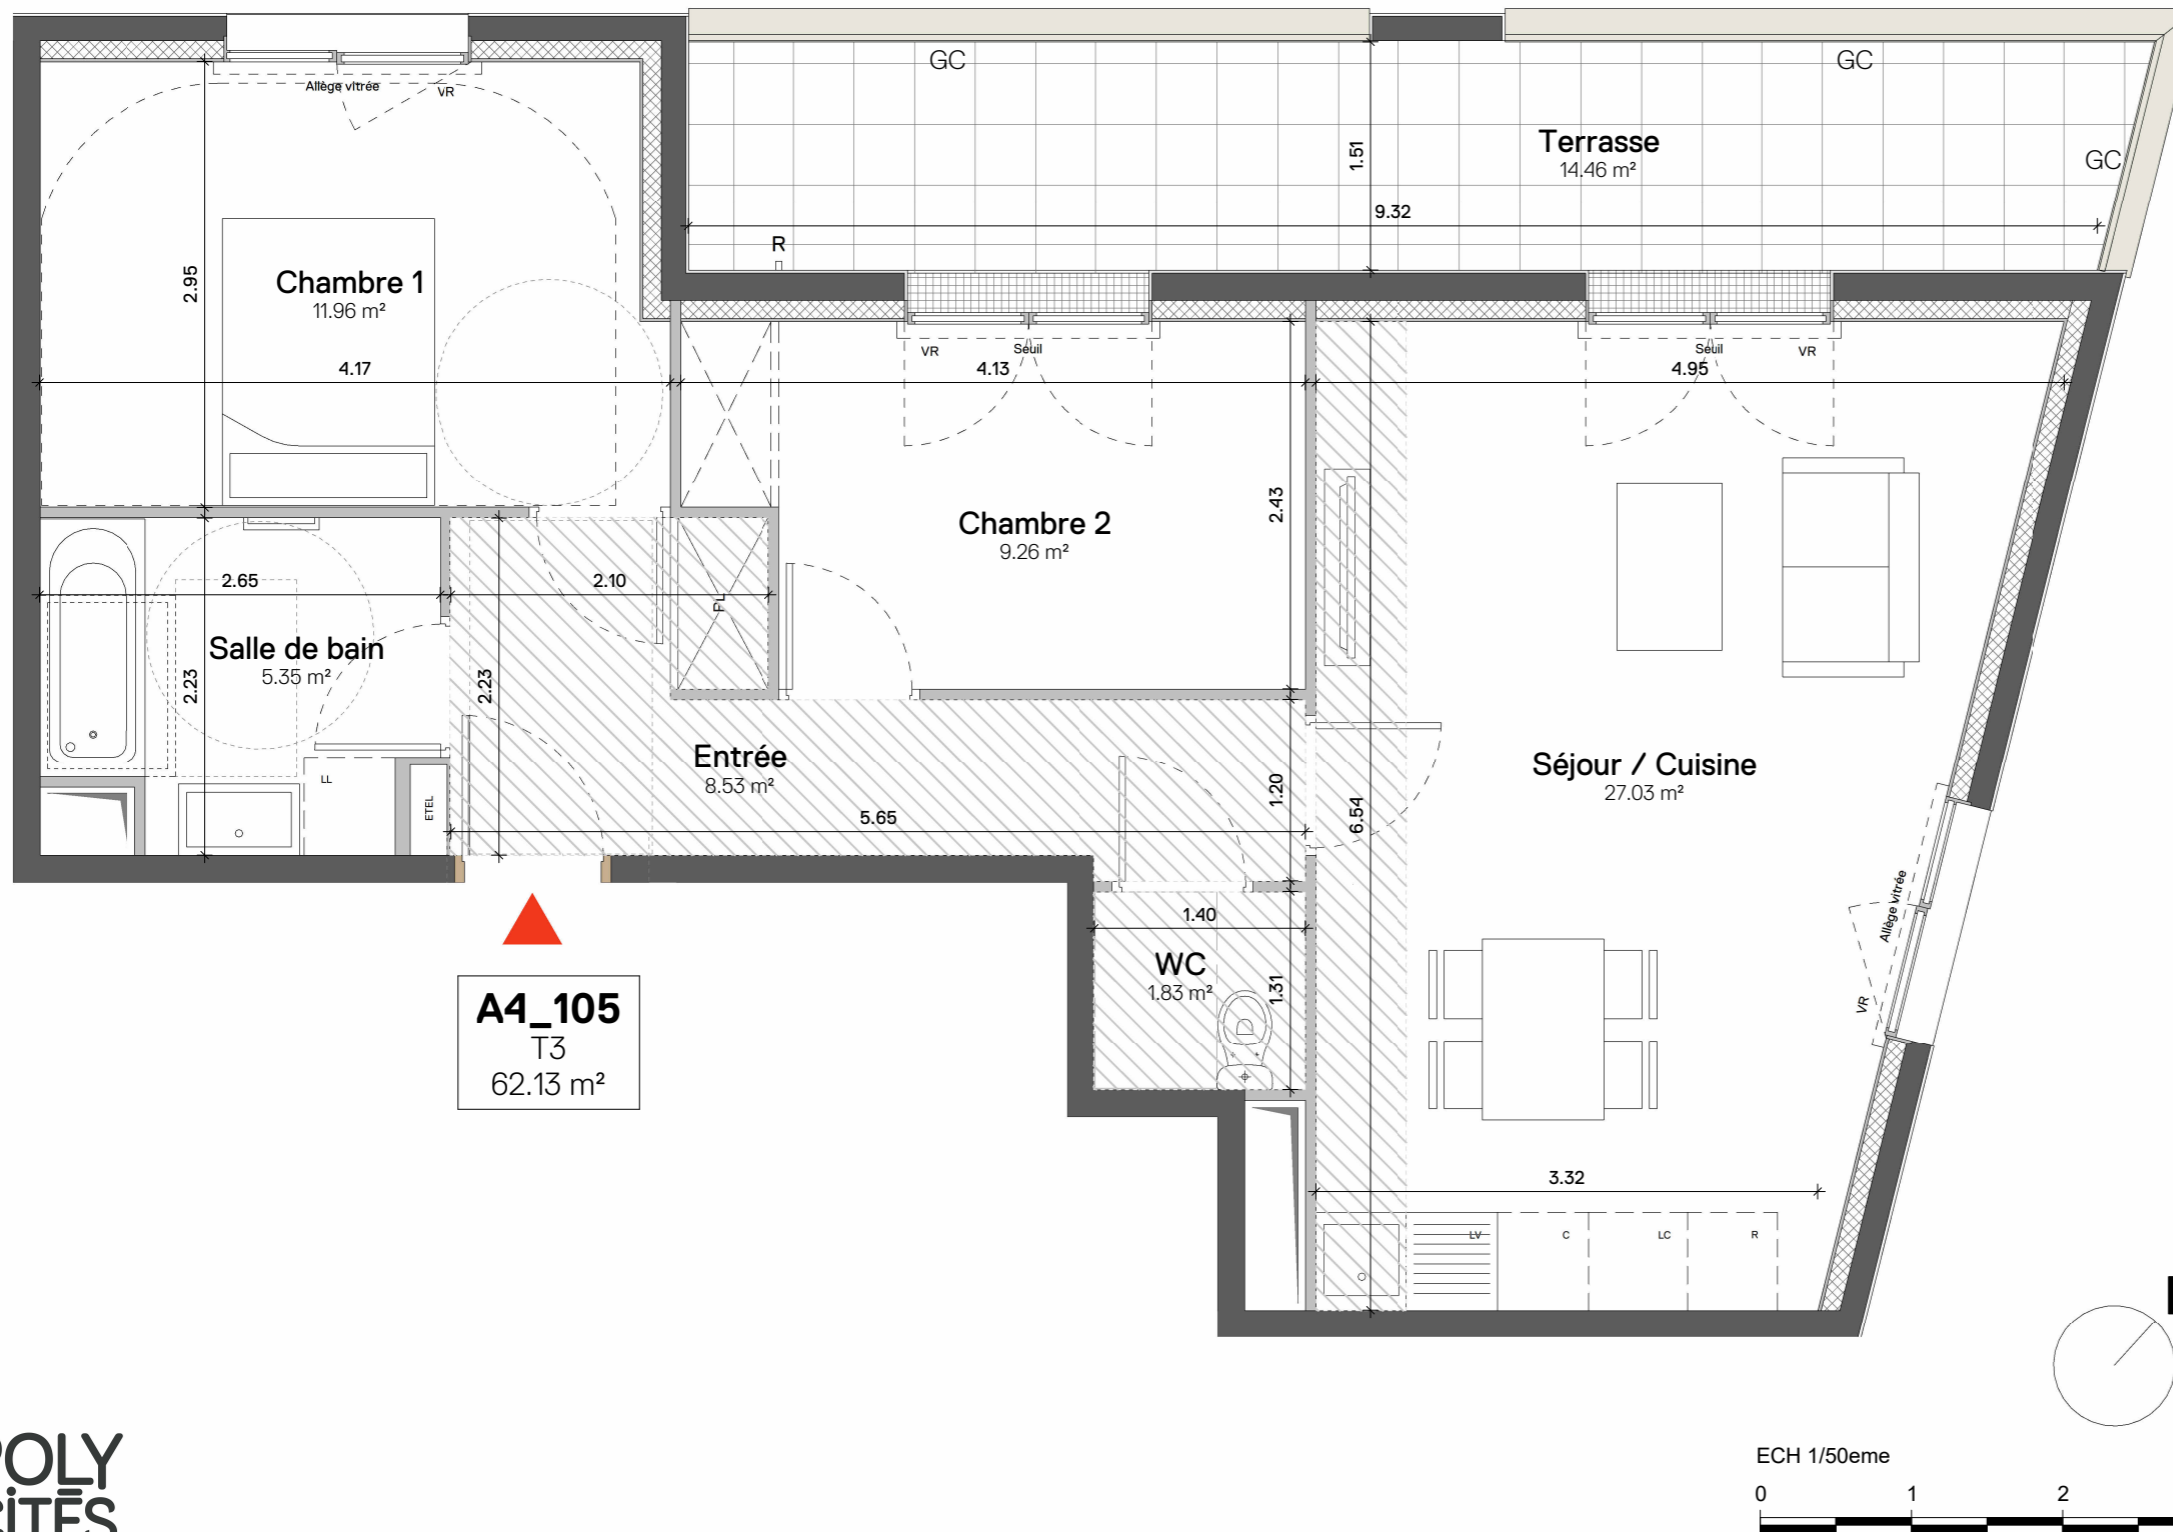 GC
GC
Allège vitrée
VR
Terrasse
14.46 m²
1.51
GC
9.32
R
2.95
Chambre 1
11.96 m²
4.17
VR
Seuil
4.13
Seuil
VR
4.95
2.43
Chambre 2
9.26 m²
2.65
2.10
PL
Salle de bain
5.35 m²
2.23
2.23
Entrée
8.53 m²
1.20
6.54
Séjour / Cuisine
27.03 m²
LL
ETEL
5.65
Allège vitrée
VR
1.40
WC
1.83 m²
1.31
A4_105
T3
62.13 m²
3.32
LV
C
LC
R
POLY
CITÉS
ECH 1/50eme
0
1
2